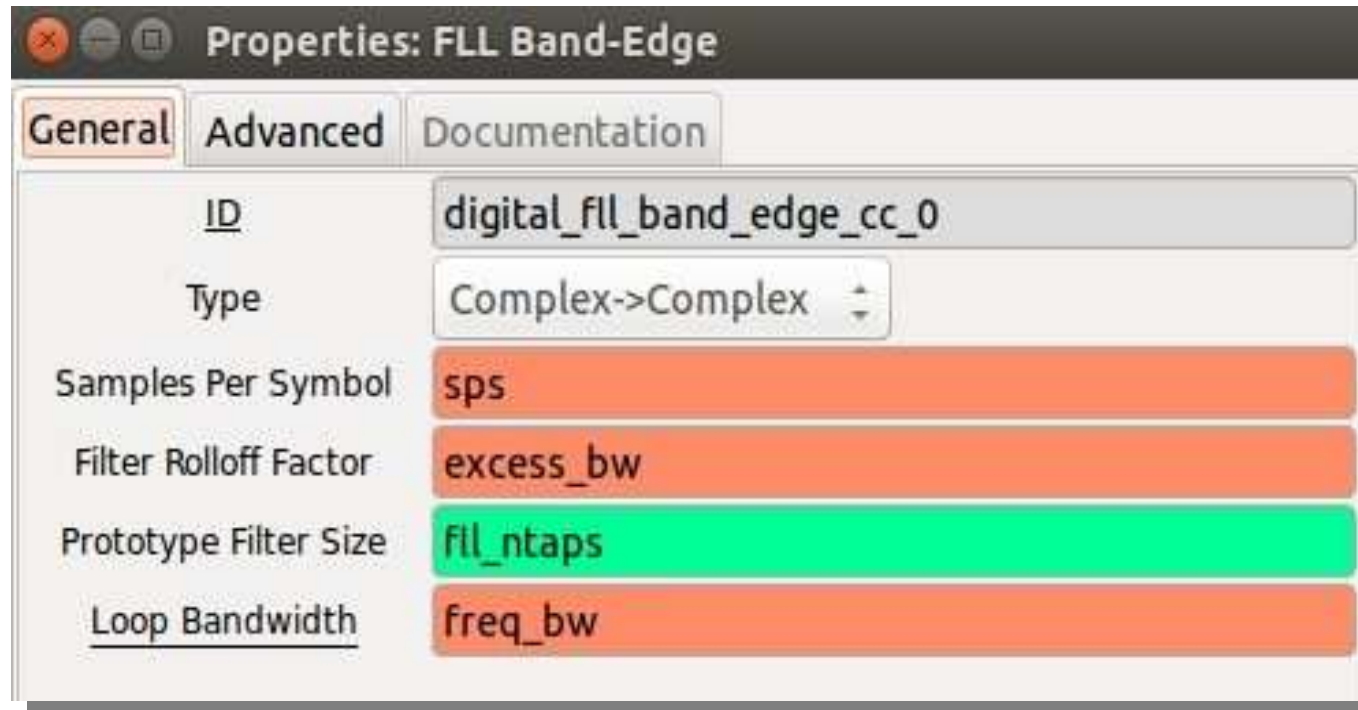 Properties: FLL Band-Edge
General Advanced Documentation
ID digital_fll_band_edge_cc_0
Type Complex->Complex
Samples Per Symbol sps
Filter Rolloff Factor excess_bw
Prototype Filter Size fll_ntaps
Loop Bandwidth freq_bw